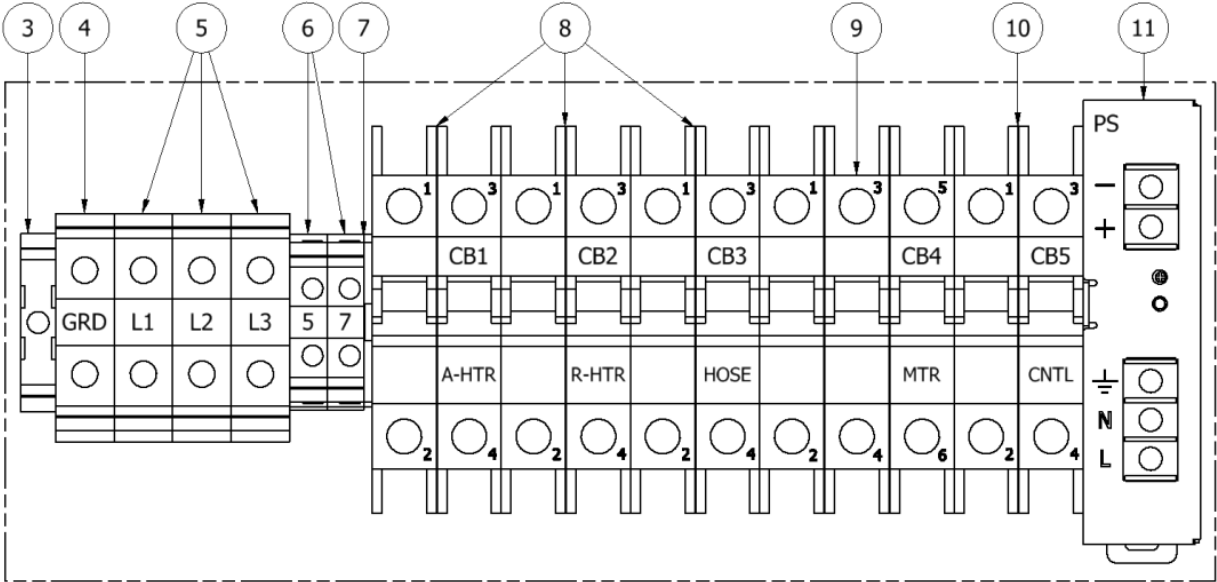 3 4 5 6 7 8 9 10 11
PS
1 3 1 3 1 3 1 3 5 1 3
−
+
CB1 CB2 CB3 CB4 CB5
GRD L1 L2 L3 5 7
A-HTR R-HTR HOSE MTR CNTL
N
2 4 2 4 2 4 2 4 6 2 4
L